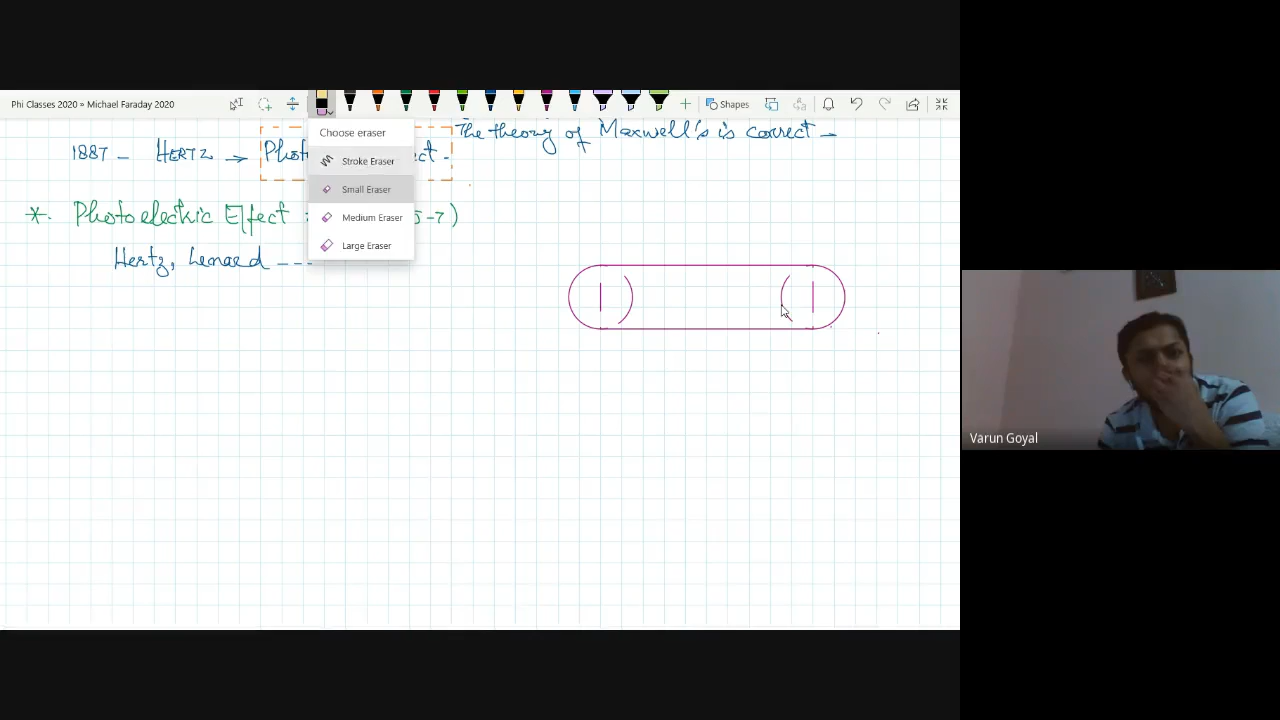 Phi Classes 2020 » Michael Faraday 2020
Shapes
Choose eraser
Stroke Eraser
Small Eraser
Medium Eraser
Large Eraser
The theory of Maxwell's is correct -
1887 - HERTZ →
*. Photoelectric Effect
Hertz, Lenard ---
Varun Goyal